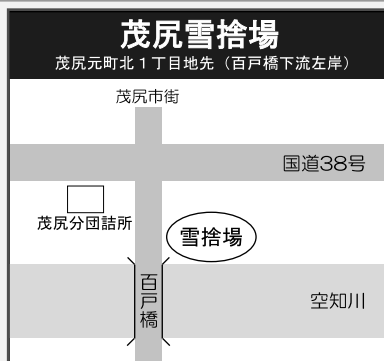 茂尻雪捨場
茂尻元町北1丁目地先（百戸橋下流左岸）
茂尻市街
国道38号
茂尻分団詰所
雪捨場
百戸橋
空知川